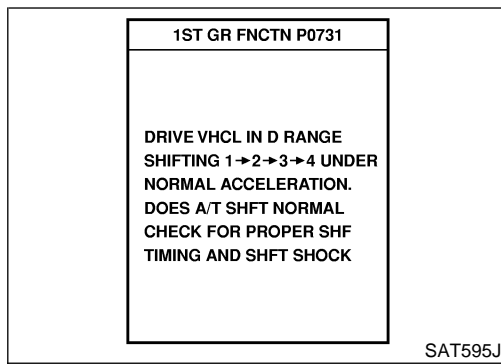 1ST GR FNCTN P0731
DRIVE VHCL IN D RANGE
SHIFTING 1→2→3→4 UNDER
NORMAL ACCELERATION.
DOES A/T SHFT NORMAL
CHECK FOR PROPER SHF
TIMING AND SHFT SHOCK
SAT595J